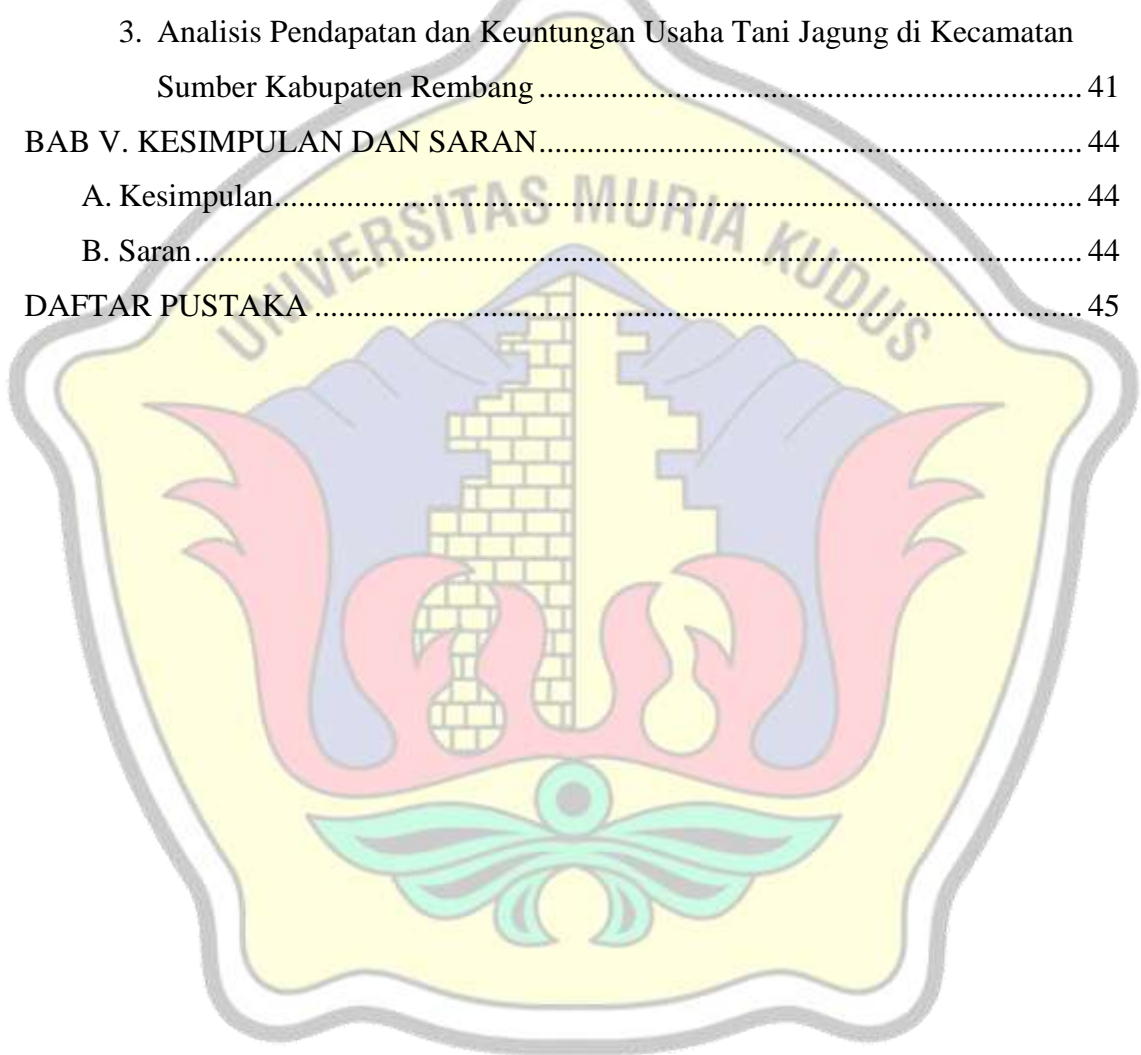 3. Analisis Pendapatan dan Keuntungan Usaha Tani Jagung di Kecamatan
Sumber Kabupaten Rembang ..................................................................... 41
BAB V. KESIMPULAN DAN SARAN..................................................................... 44
A. Kesimpulan....................................................................................................... 44
B. Saran................................................................................................................. 44
DAFTAR PUSTAKA ................................................................................................. 45
UNIVERSITAS MURIA KUDUS